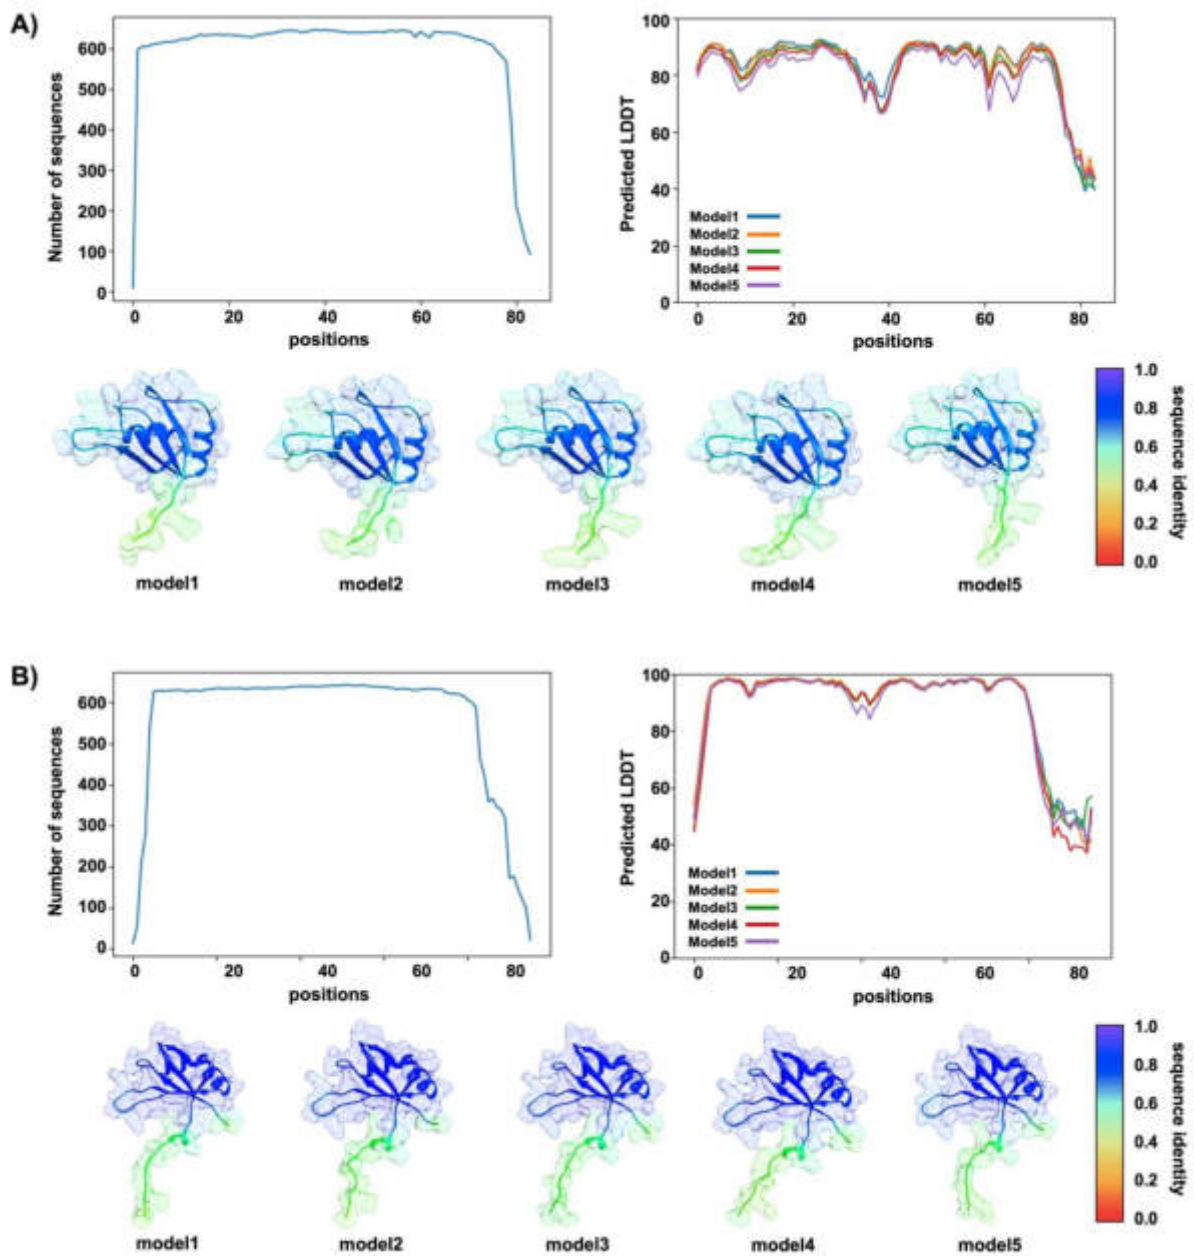 A)
Number of sequences
600
500
400
300
200
100
0
0 20 40 60 80
positions
Predicted LDDT
100
80
60
40
20
0
Model1
Model2
Model3
Model4
Model5
0 20 40 60 80
positions
model1 model2 model3 model4 model5
1.0
0.8
0.6
0.4
0.2
0.0
sequence identity
B)
Number of sequences
600
500
400
300
200
100
0
0 20 40 60 80
positions
Predicted LDDT
100
80
60
40
20
0
Model1
Model2
Model3
Model4
Model5
0 20 40 60 80
positions
model1 model2 model3 model4 model5
1.0
0.8
0.6
0.4
0.2
0.0
sequence identity